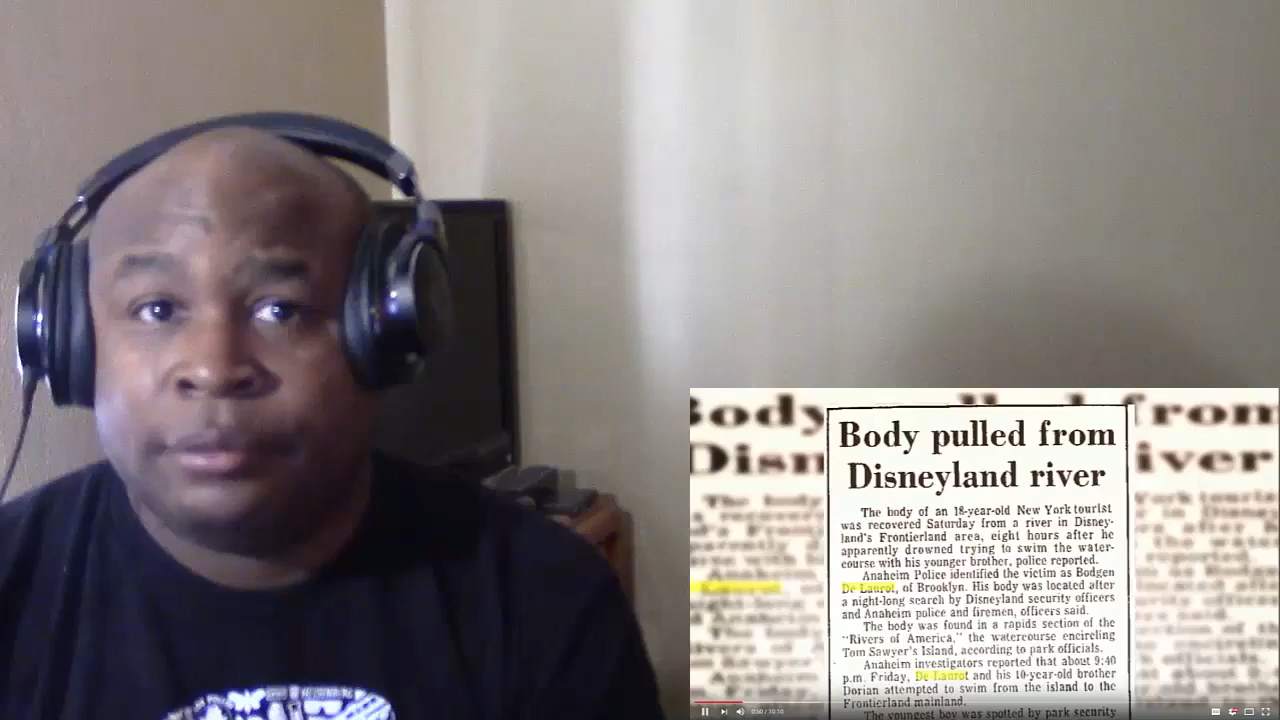 Body pulled from
Disneyland river
The body of an 18-year-old New York tourist
was recovered Saturday from a river in Disney-
land's Frontierland area, eight hours after he
apparently drowned trying to swim the water-
course with his younger brother, police reported.
Anaheim Police identified the victim as Bodgen
De Laurot, of Brooklyn. His body was located after
a night-long search by Disneyland security officers
and Anaheim police and firemen, officers said.
The body was found in a rapids section of the
"Rivers of America," the watercourse encircling
Tom Sawyer's Island, according to park officials.
Anaheim investigators reported that about 9:40
p.m. Friday, De Laurot and his 10-year-old brother
Dorian attempted to swim from the island to the
Frontierland mainland.
The youngest boy was spotted by park security
0:50 / 10:10